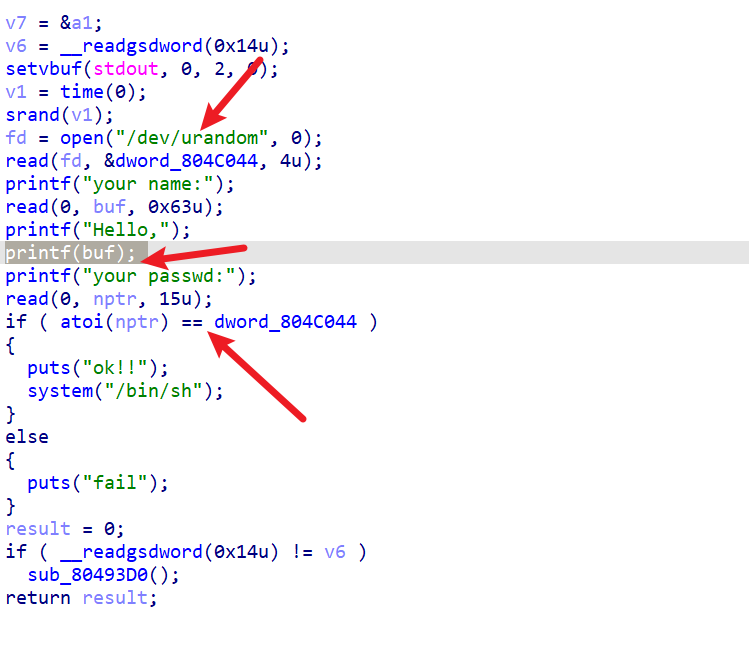 v7 = &a1;
v6 = __readgsdword(0x14u);
setvbuf(stdout, 0, 2, 0);
v1 = time(0);
srand(v1);
fd = open("/dev/urandom", 0);
read(fd, &dword_804C044, 4u);
printf("your name:");
read(0, buf, 0x63u);
printf("Hello,");
printf(buf);
printf("your passwd:");
read(0, nptr, 15u);
if ( atoi(nptr) == dword_804C044 )
{
  puts("ok!!");
  system("/bin/sh");
}
else
{
  puts("fail");
}
result = 0;
if ( __readgsdword(0x14u) != v6 )
  sub_80493D0();
return result;